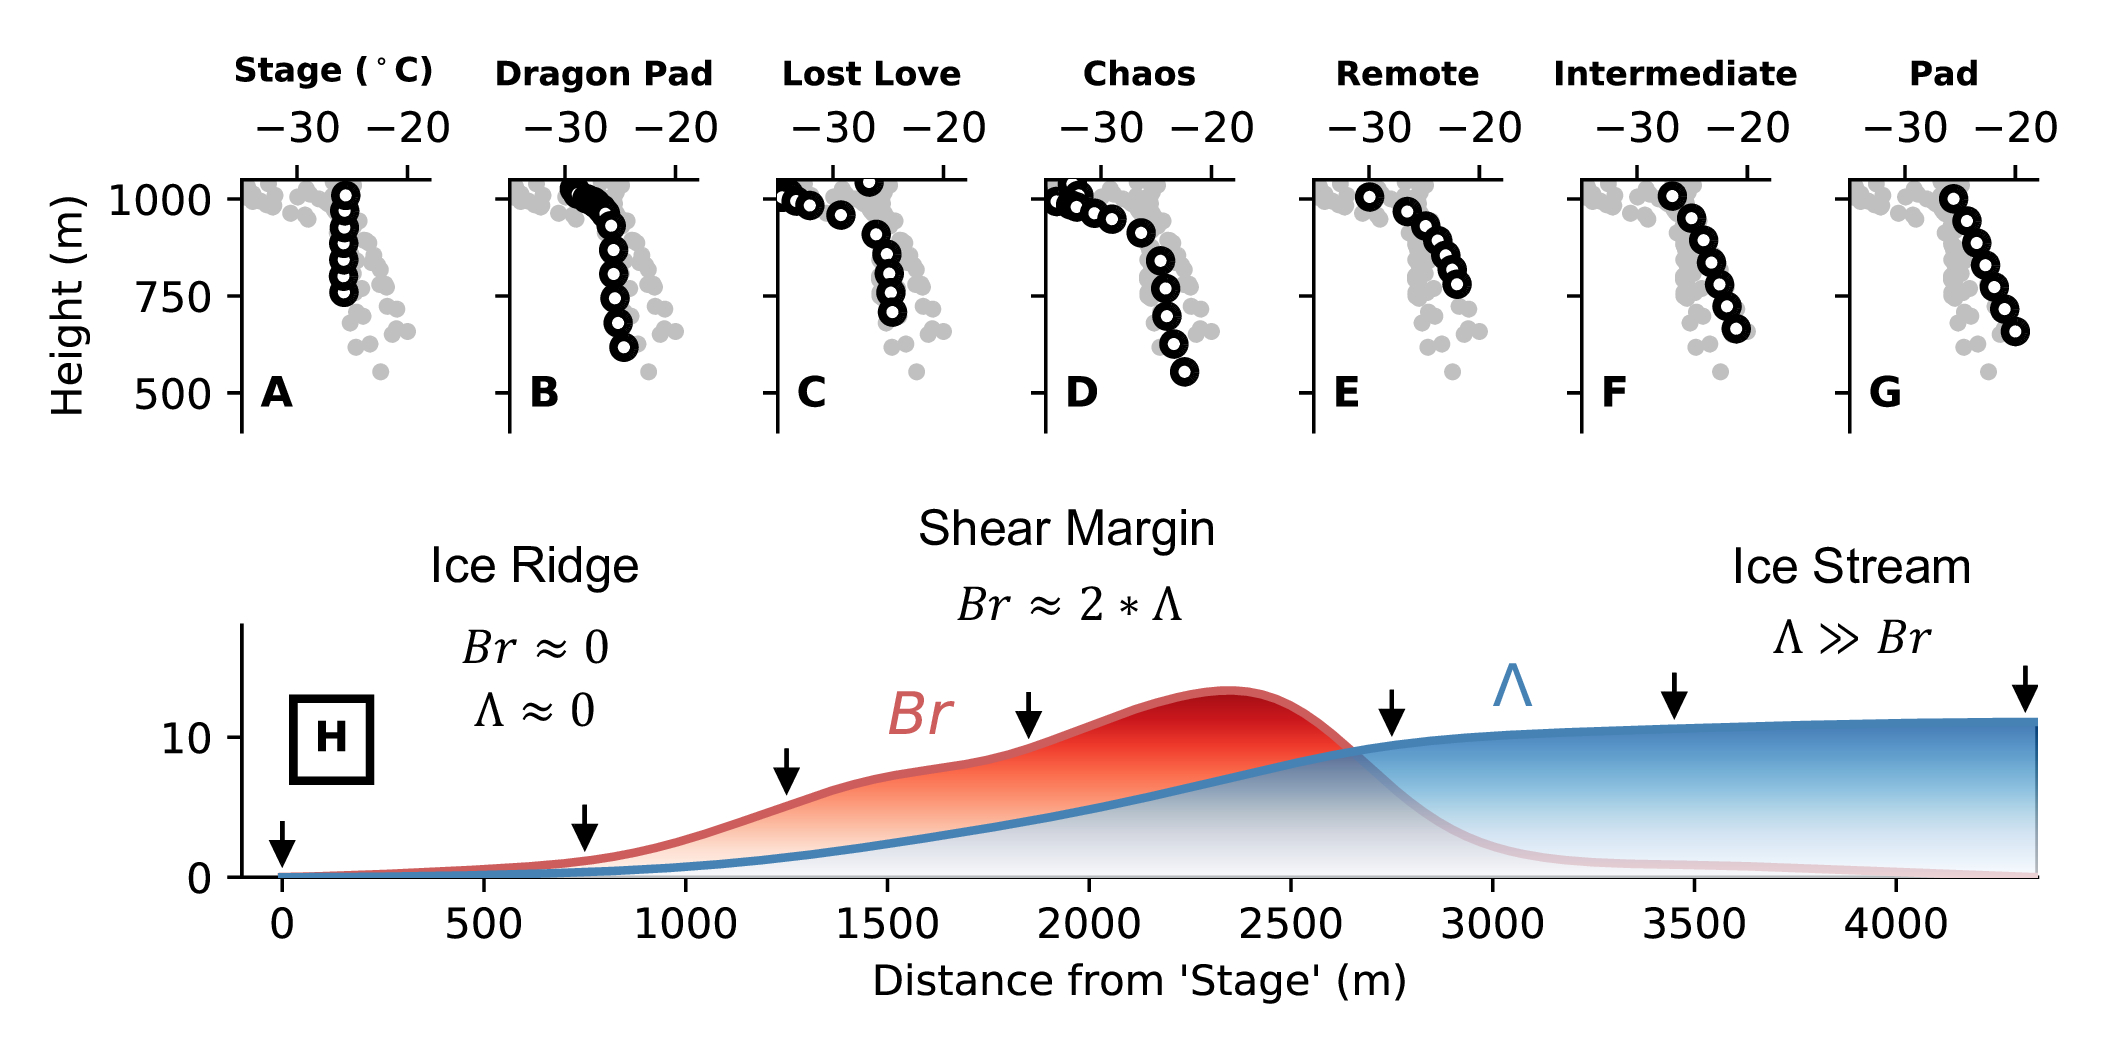 Stage (°C) Dragon Pad Lost Love Chaos Remote Intermediate Pad
−30 −20 −30 −20 −30 −20 −30 −20 −30 −20 −30 −20 −30 −20
1000
750
500
Height (m)
A B C D E F G
Shear Margin
Ice Ridge Ice Stream
Br ≈ 2 * Λ
Br ≈ 0 Λ ≫ Br
Λ ≈ 0
Br Λ
H
10
0
0 500 1000 1500 2000 2500 3000 3500 4000
Distance from 'Stage' (m)